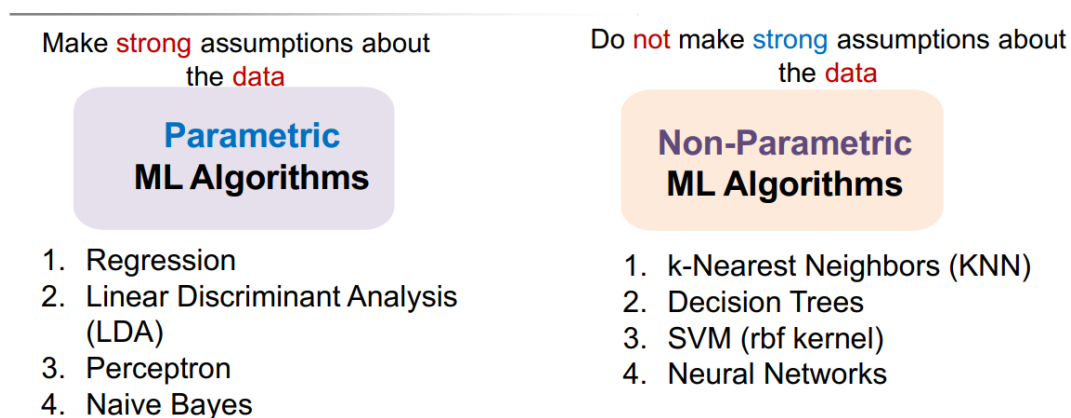 Make strong assumptions about
the data
Parametric
ML Algorithms
1. Regression
2. Linear Discriminant Analysis
(LDA)
3. Perceptron
4. Naive Bayes
Do not make strong assumptions about
the data
Non-Parametric
ML Algorithms
1. k-Nearest Neighbors (KNN)
2. Decision Trees
3. SVM (rbf kernel)
4. Neural Networks